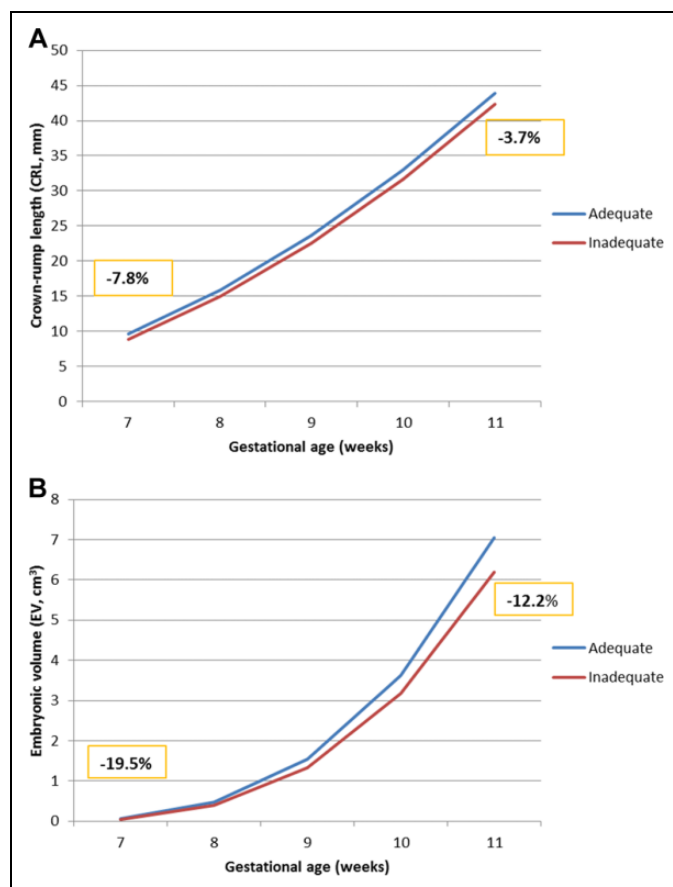 A
50
45
40
35
30
25
20
15
10
5
0
Crown-rump length (CRL, mm)
-7.8%
-3.7%
Adequate
Inadequate
7 8 9 10 11
Gestational age (weeks)
B
8
7
6
5
4
3
2
1
0
Embryonic volume (EV, cm³)
-19.5%
-12.2%
Adequate
Inadequate
7 8 9 10 11
Gestational age (weeks)